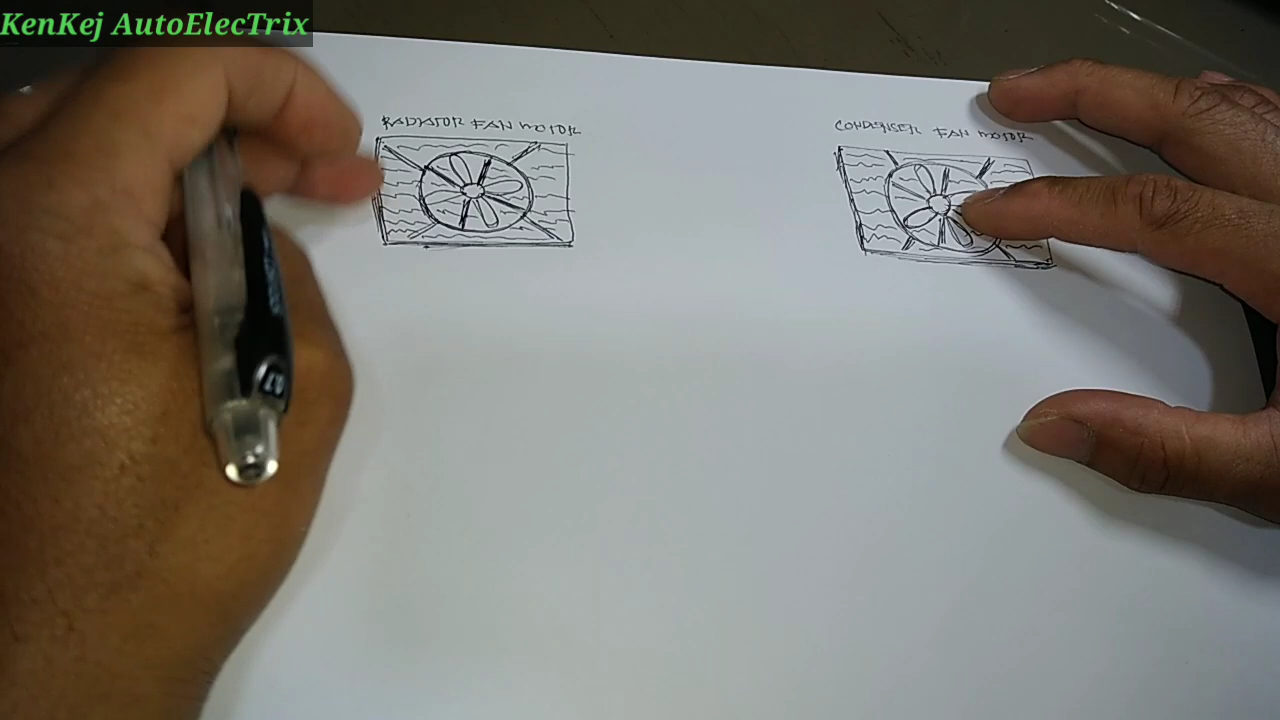 KenKej AutoElecTrix
RADIATOR FAN MOTOR
CONDENSER FAN MOTOR